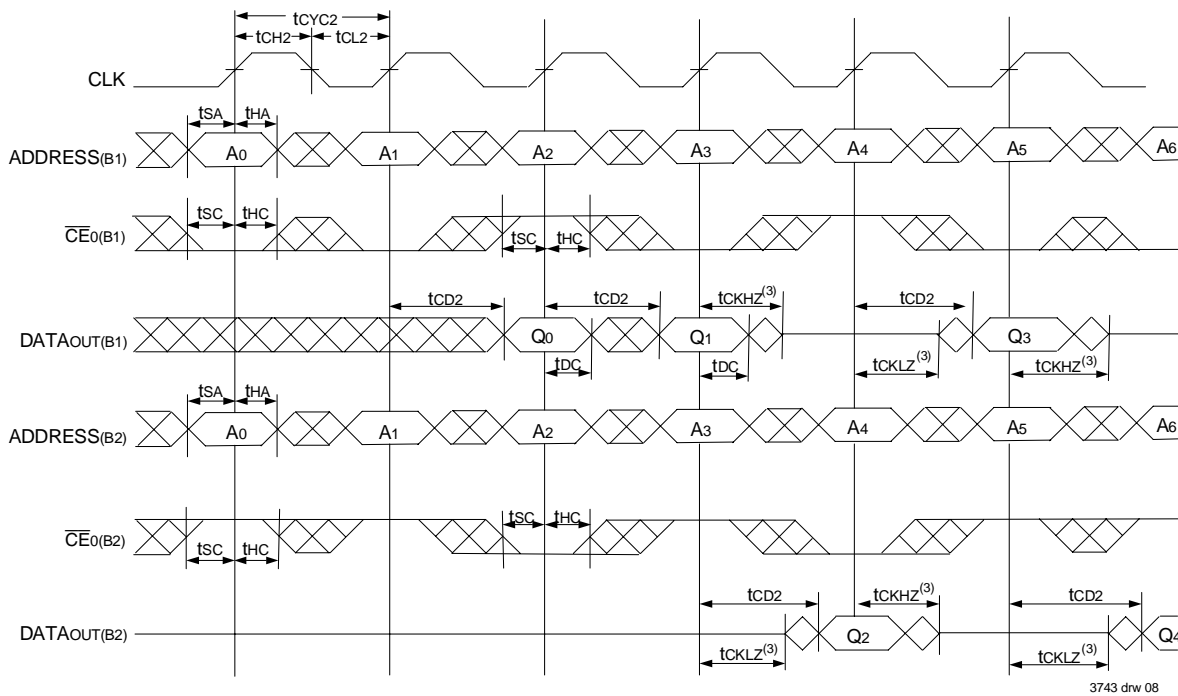 tCYC2
tCH2 tCL2
CLK
tSA tHA
ADDRESS(B1) A0 A1 A2 A3 A4 A5 A6
tSC tHC
CE0(B1) tSC tHC
tCD2 tCD2 tCKHZ(3) tCD2
DATAOUT(B1) Q0 Q1 Q3
tDC tDC tCKLZ(3) tCKHZ(3)
tSA tHA
ADDRESS(B2) A0 A1 A2 A3 A4 A5 A6
tSC tHC
CE0(B2)
tSC tHC
tCD2 tCKHZ(3) tCD2
DATAOUT(B2) Q2 Q4
tCKLZ(3) tCKLZ(3)
3743 drw 08